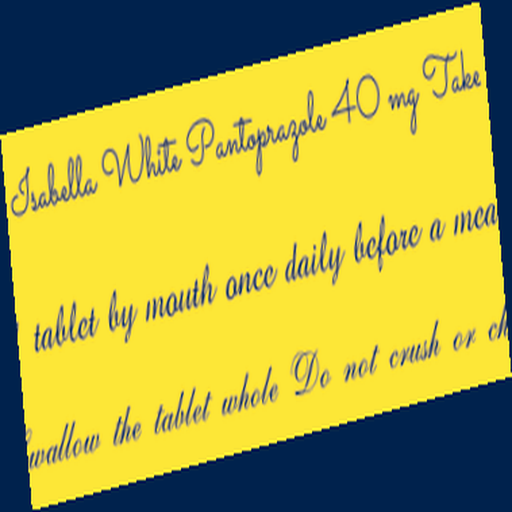 Isabella White Pantoprazole 40 mg Take
tablet by mouth once daily before a
the tablet whole Do not crush or